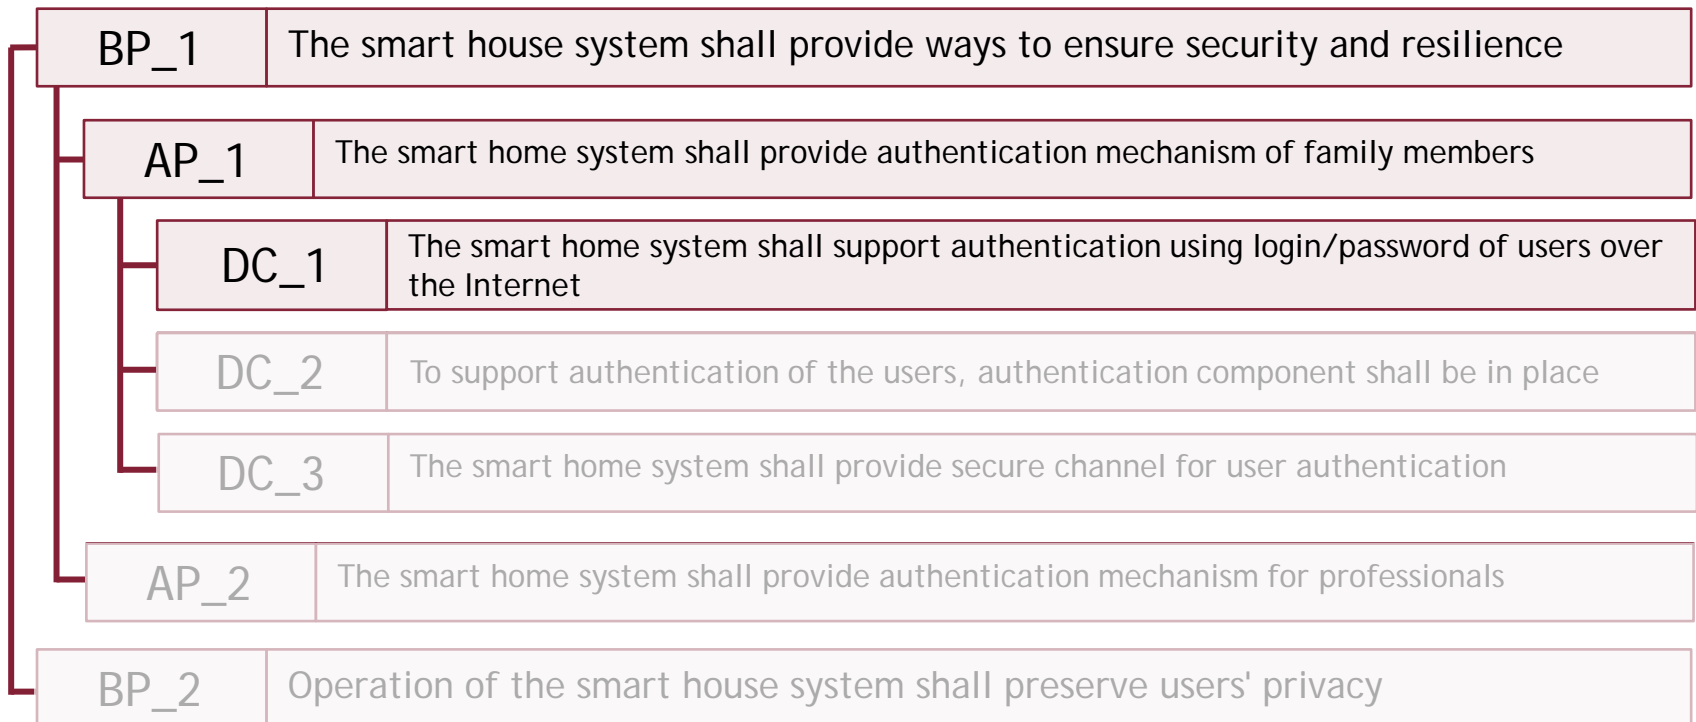 BP_1 The smart house system shall provide ways to ensure security and resilience
AP_1 The smart home system shall provide authentication mechanism of family members
DC_1 The smart home system shall support authentication using login/password of users over
the Internet
DC_2 To support authentication of the users, authentication component shall be in place
DC_3 The smart home system shall provide secure channel for user authentication
AP_2 The smart home system shall provide authentication mechanism for professionals
BP_2 Operation of the smart house system shall preserve users' privacy